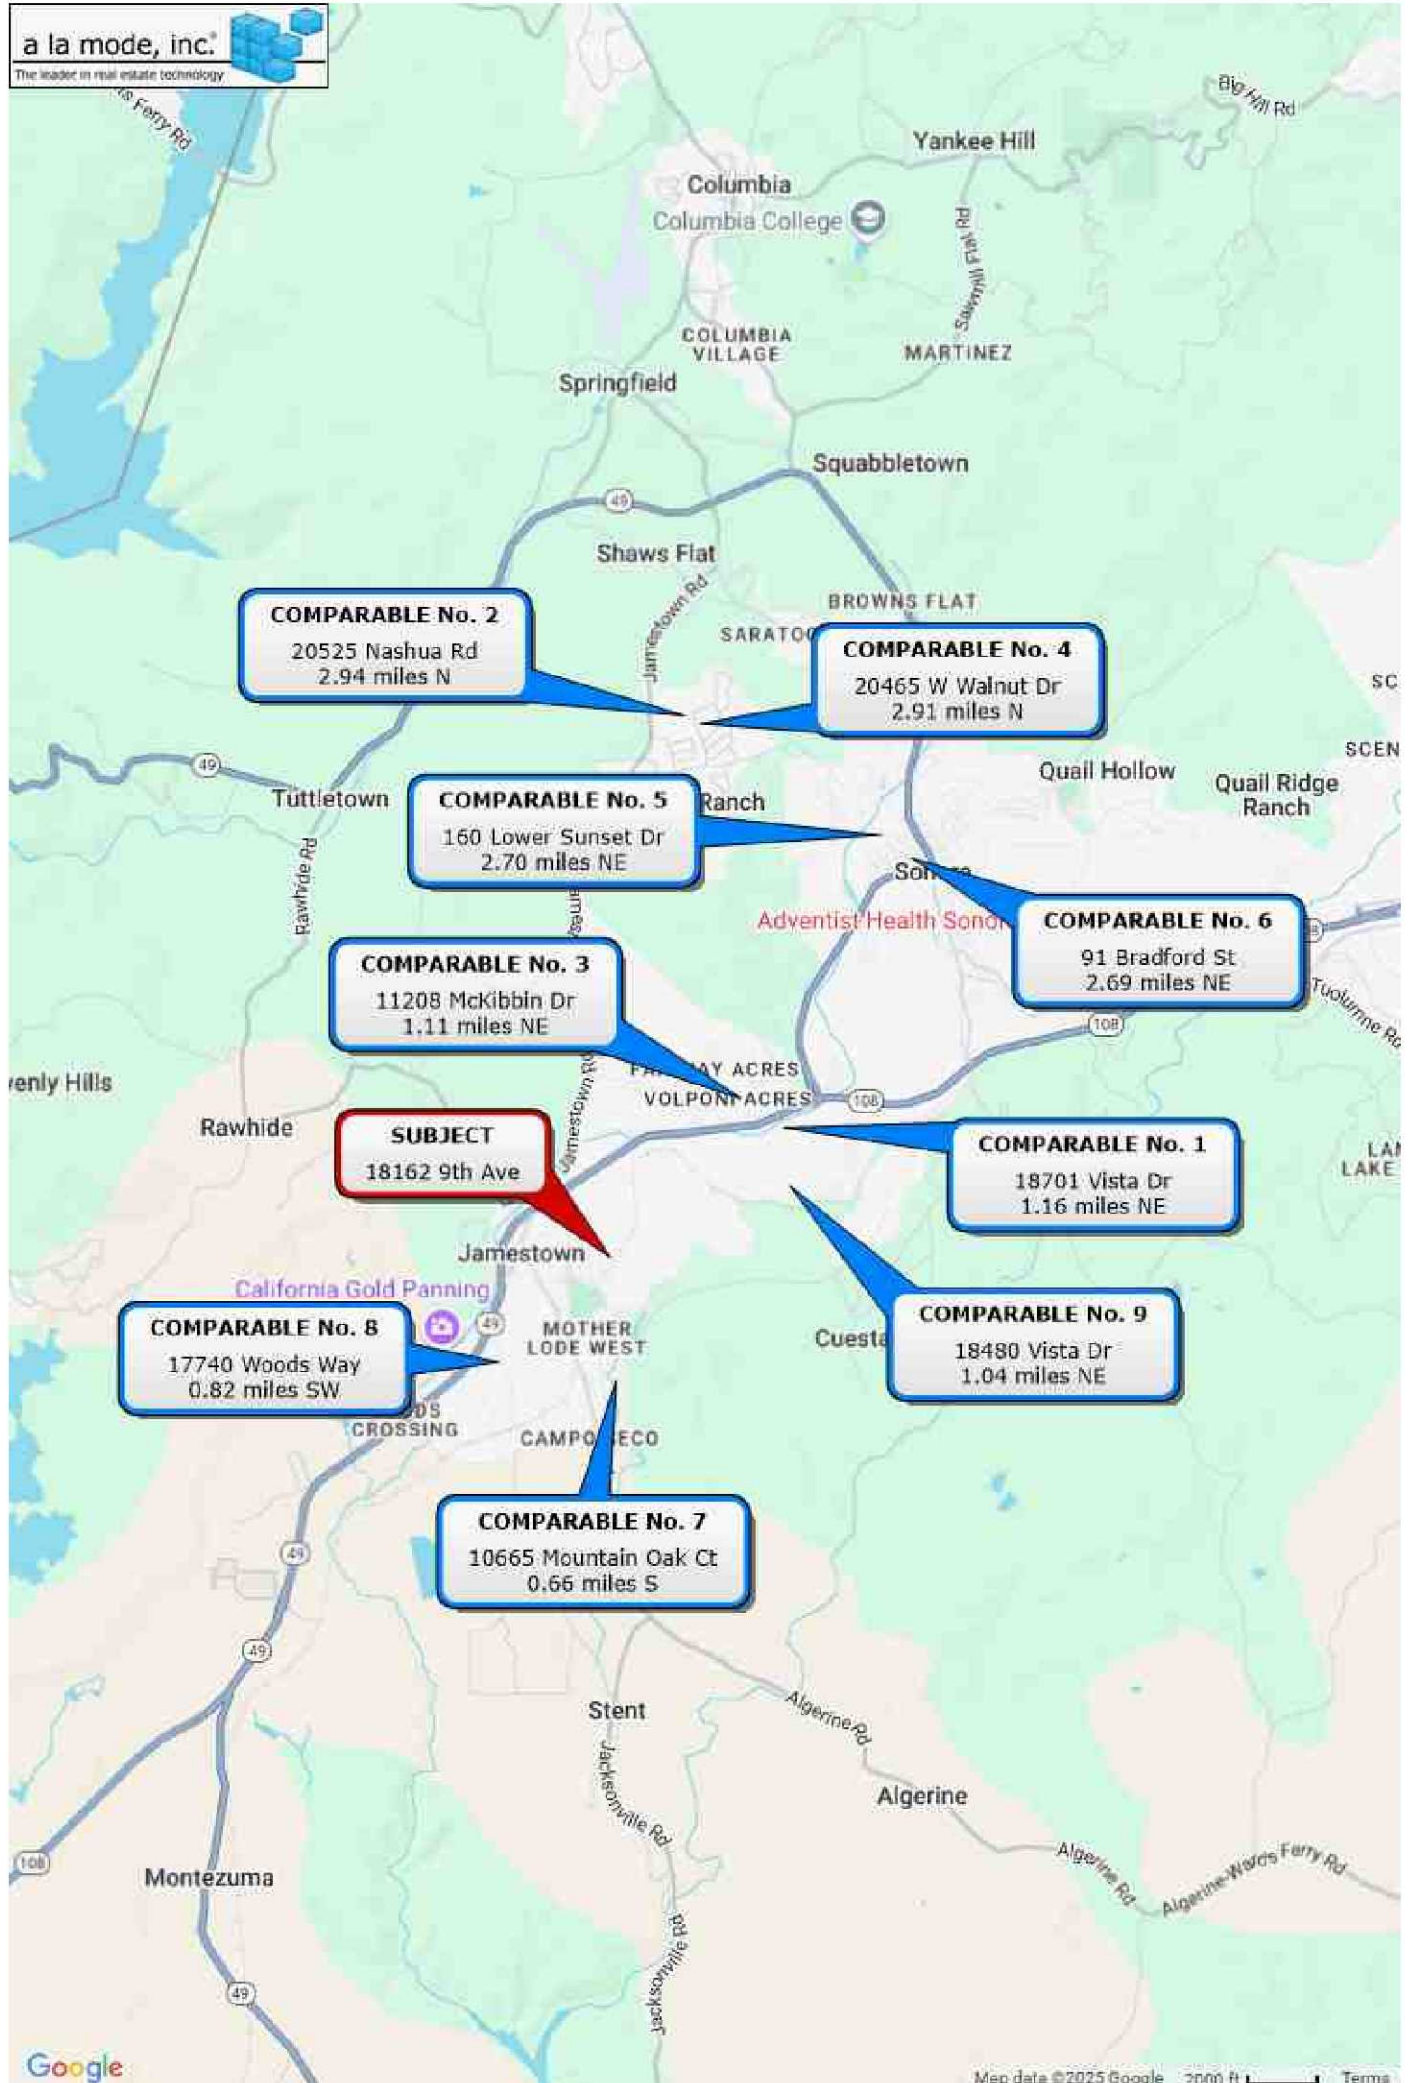 a la mode, inc.
The leader in real estate technology
Ferry Rd
Big Hill Rd
Yankee Hill
Columbia
Columbia College
Sawmill Flat Rd
COLUMBIA
VILLAGE
MARTINEZ
Springfield
Squabbletown
49
Shaws Flat
Jamestown Rd
BROWNS FLAT
COMPARABLE No. 2
20525 Nashua Rd
2.94 miles N
COMPARABLE No. 4
20465 W Walnut Dr
2.91 miles N
SC
SCEN
49
Tuttletown
Quail Hollow
Quail Ridge
Ranch
COMPARABLE No. 5
160 Lower Sunset Dr
2.70 miles NE
Ranch
Rawhide Rd
Adventist Health
COMPARABLE No. 6
91 Bradford St
2.69 miles NE
COMPARABLE No. 3
11208 McKibbin Dr
1.11 miles NE
108
Tuolumne Rd
ACRES
VOLPONI ACRES
108
enly Hills
Rawhide
Jamestown Rd
SUBJECT
18162 9th Ave
COMPARABLE No. 1
18701 Vista Dr
1.16 miles NE
LAKE
Jamestown
California Gold Panning
49
MOTHER
LODE WEST
COMPARABLE No. 8
17740 Woods Way
0.82 miles SW
Cuesta
COMPARABLE No. 9
18480 Vista Dr
1.04 miles NE
CROSSING
CAMPO SECO
COMPARABLE No. 7
10665 Mountain Oak Ct
0.66 miles S
49
49
Stent
Algerine Rd
Jacksonville Rd
Algerine
108
Montezuma
Algerine Rd
Algerine-Wards Ferry Rd
Jacksonville Rd
49
Google
Map data ©2025 Google
2000 ft
Terms